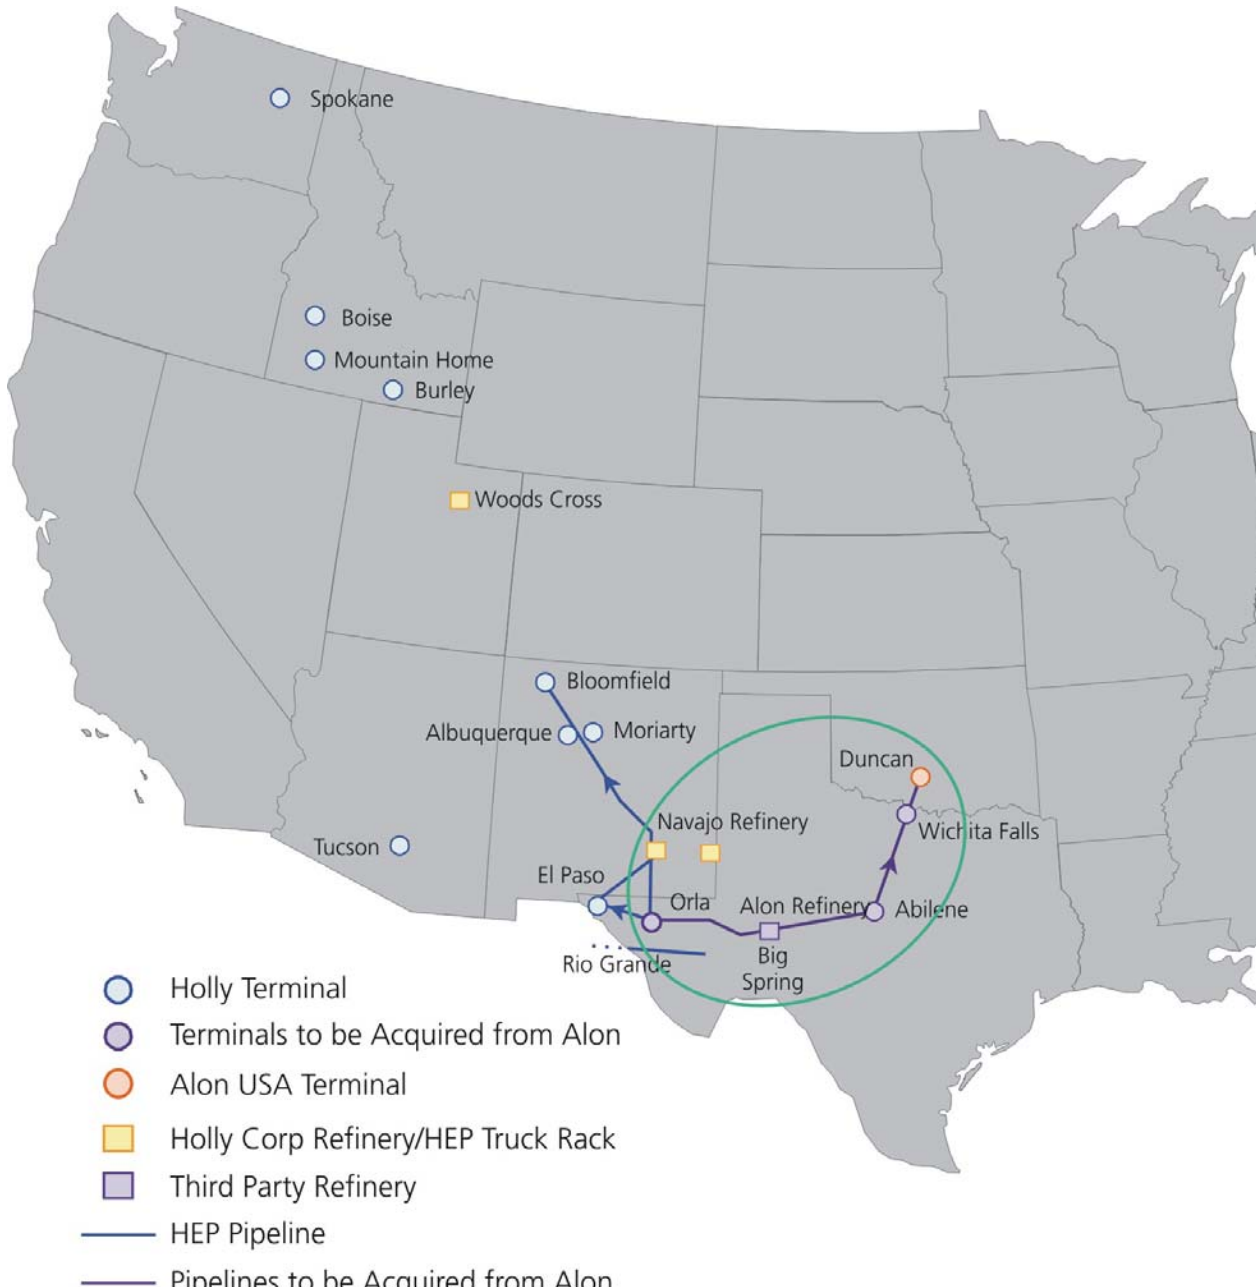 Spokane
Boise
Mountain Home
Burley
Woods Cross
Bloomfield
Albuquerque
Moriarty
Duncan
Navajo Refinery
Wichita Falls
Tucson
El Paso
Orla
Alon Refinery
Abilene
Big
Spring
Rio Grande
Holly Terminal
Terminals to be Acquired from Alon
Alon USA Terminal
Holly Corp Refinery/HEP Truck Rack
Third Party Refinery
HEP Pipeline
Pipelines to be Acquired from Alon